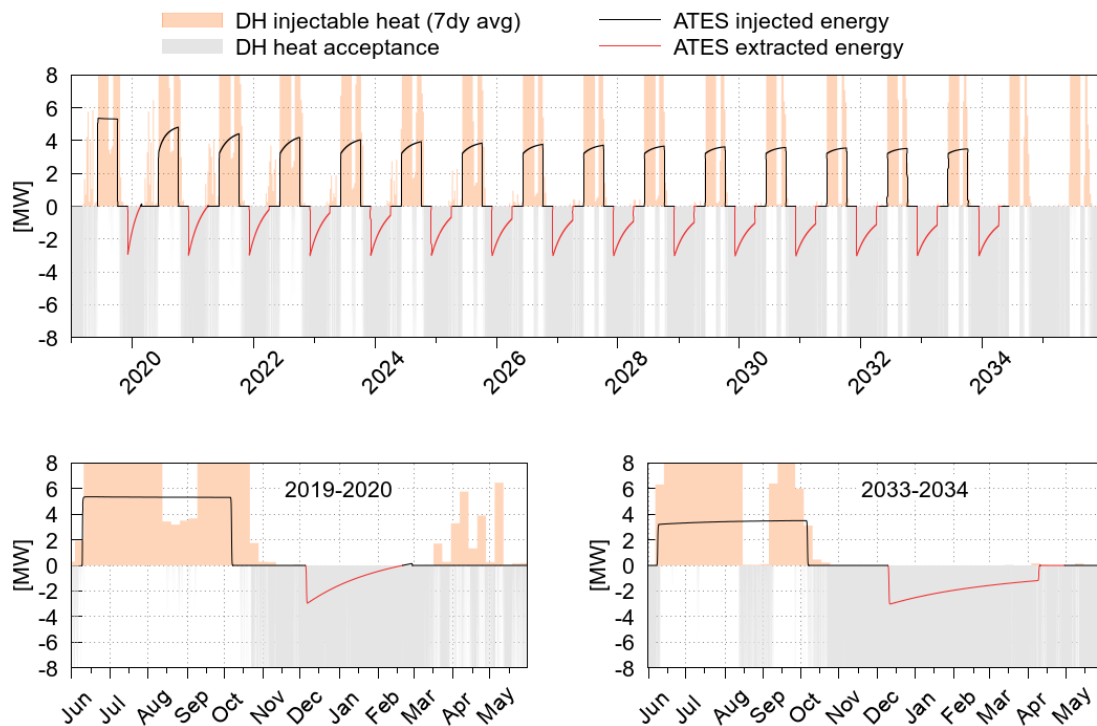 DH injectable heat (7dy avg)
ATES injected energy
DH heat acceptance
ATES extracted energy
8
6
4
2
0
-2
-4
-6
-8
[MW]
2020
2022
2024
2026
2028
2030
2032
2034
8
6
4
2
0
-2
-4
-6
-8
[MW]
2019-2020
Jun
Jul
Aug
Sep
Oct
Nov
Dec
Jan
Feb
Mar
Apr
May
8
6
4
2
0
-2
-4
-6
-8
[MW]
2033-2034
Jun
Jul
Aug
Sep
Oct
Nov
Dec
Jan
Feb
Mar
Apr
May